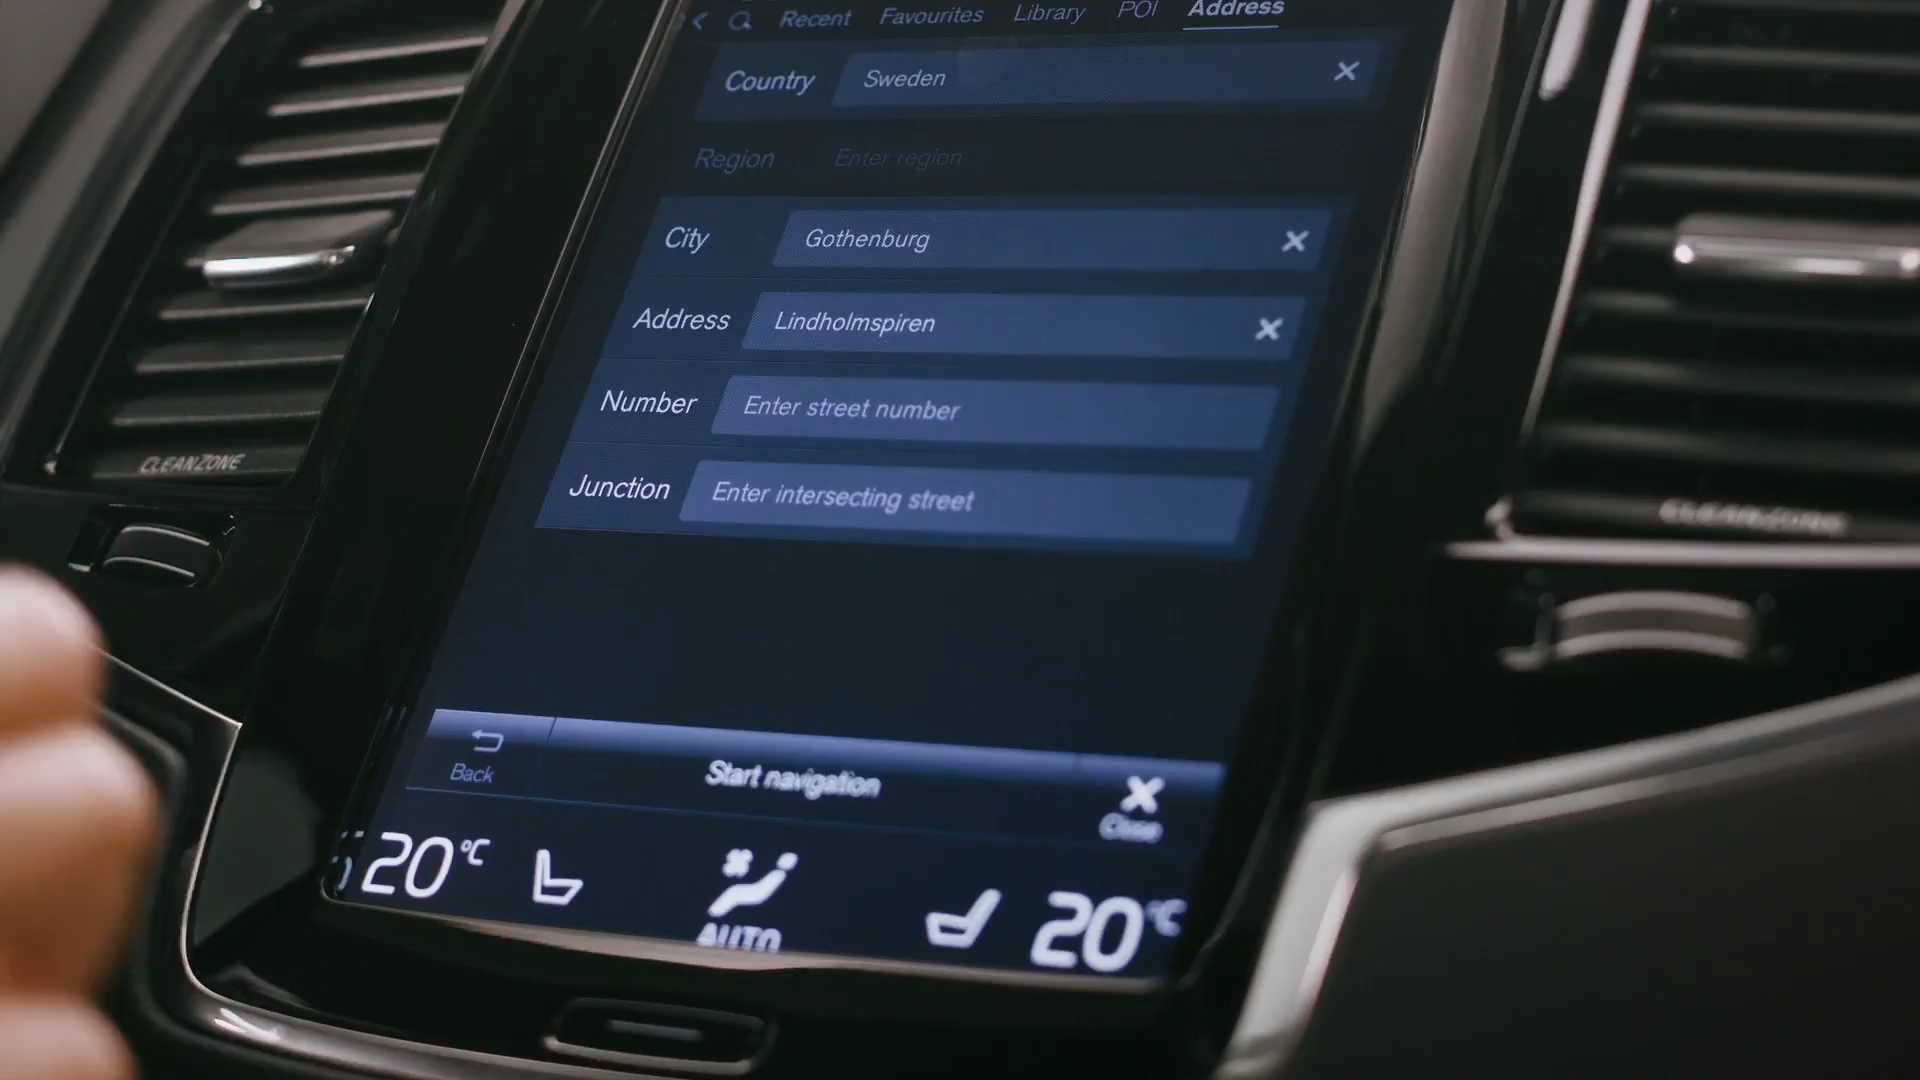 Recent Favourites Library POI Address
Country Sweden
Region Enter region
City Gothenburg
Address Lindholmspiren
Number Enter street number
Junction Enter intersecting street
Back Start navigation Close
20°C AUTO 20°C
CLEANZONE
CLEANZONE